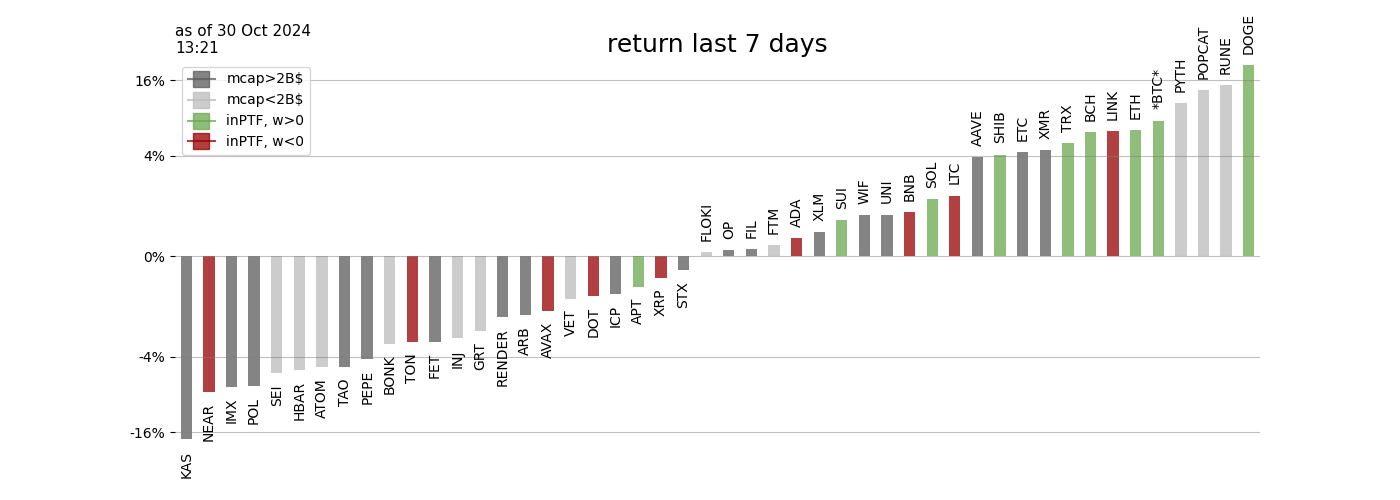 as of 30 Oct 2024
13:21
return last 7 days
mcap>2B$
mcap<2B$
inPTF, w>0
inPTF, w<0
16%
4%
0%
-4%
-16%
KAS
NEAR
IMX
POL
SEI
HBAR
ATOM
TAO
PEPE
BONK
TON
FET
INJ
GRT
RENDER
ARB
AVAX
VET
DOT
ICP
APT
XRP
STX
FLOKI
OP
FIL
FTM
ADA
XLM
SUI
WIF
UNI
BNB
SOL
LTC
AAVE
SHIB
ETC
XMR
TRX
BCH
LINK
ETH
*BTC*
PYTH
POPCAT
RUNE
DOGE